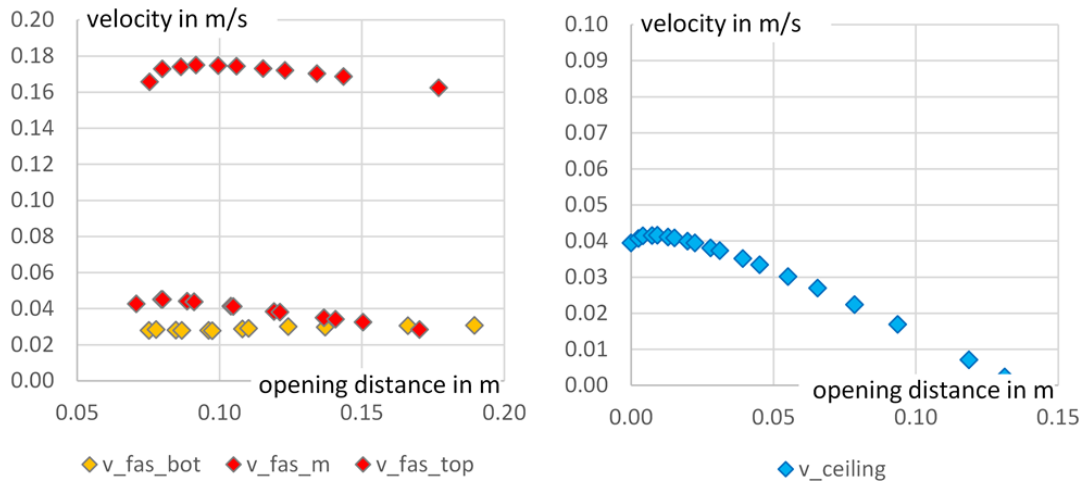 velocity in m/s
0.20
0.18
0.16
0.14
0.12
0.10
0.08
0.06
0.04
0.02
0.00
opening distance in m
0.05 0.10 0.15 0.20
v_fas_bot v_fas_m v_fas_top
velocity in m/s
0.10
0.09
0.08
0.07
0.06
0.05
0.04
0.03
0.02
0.01
0.00
opening distance in m
0.00 0.05 0.10 0.15
v_ceiling